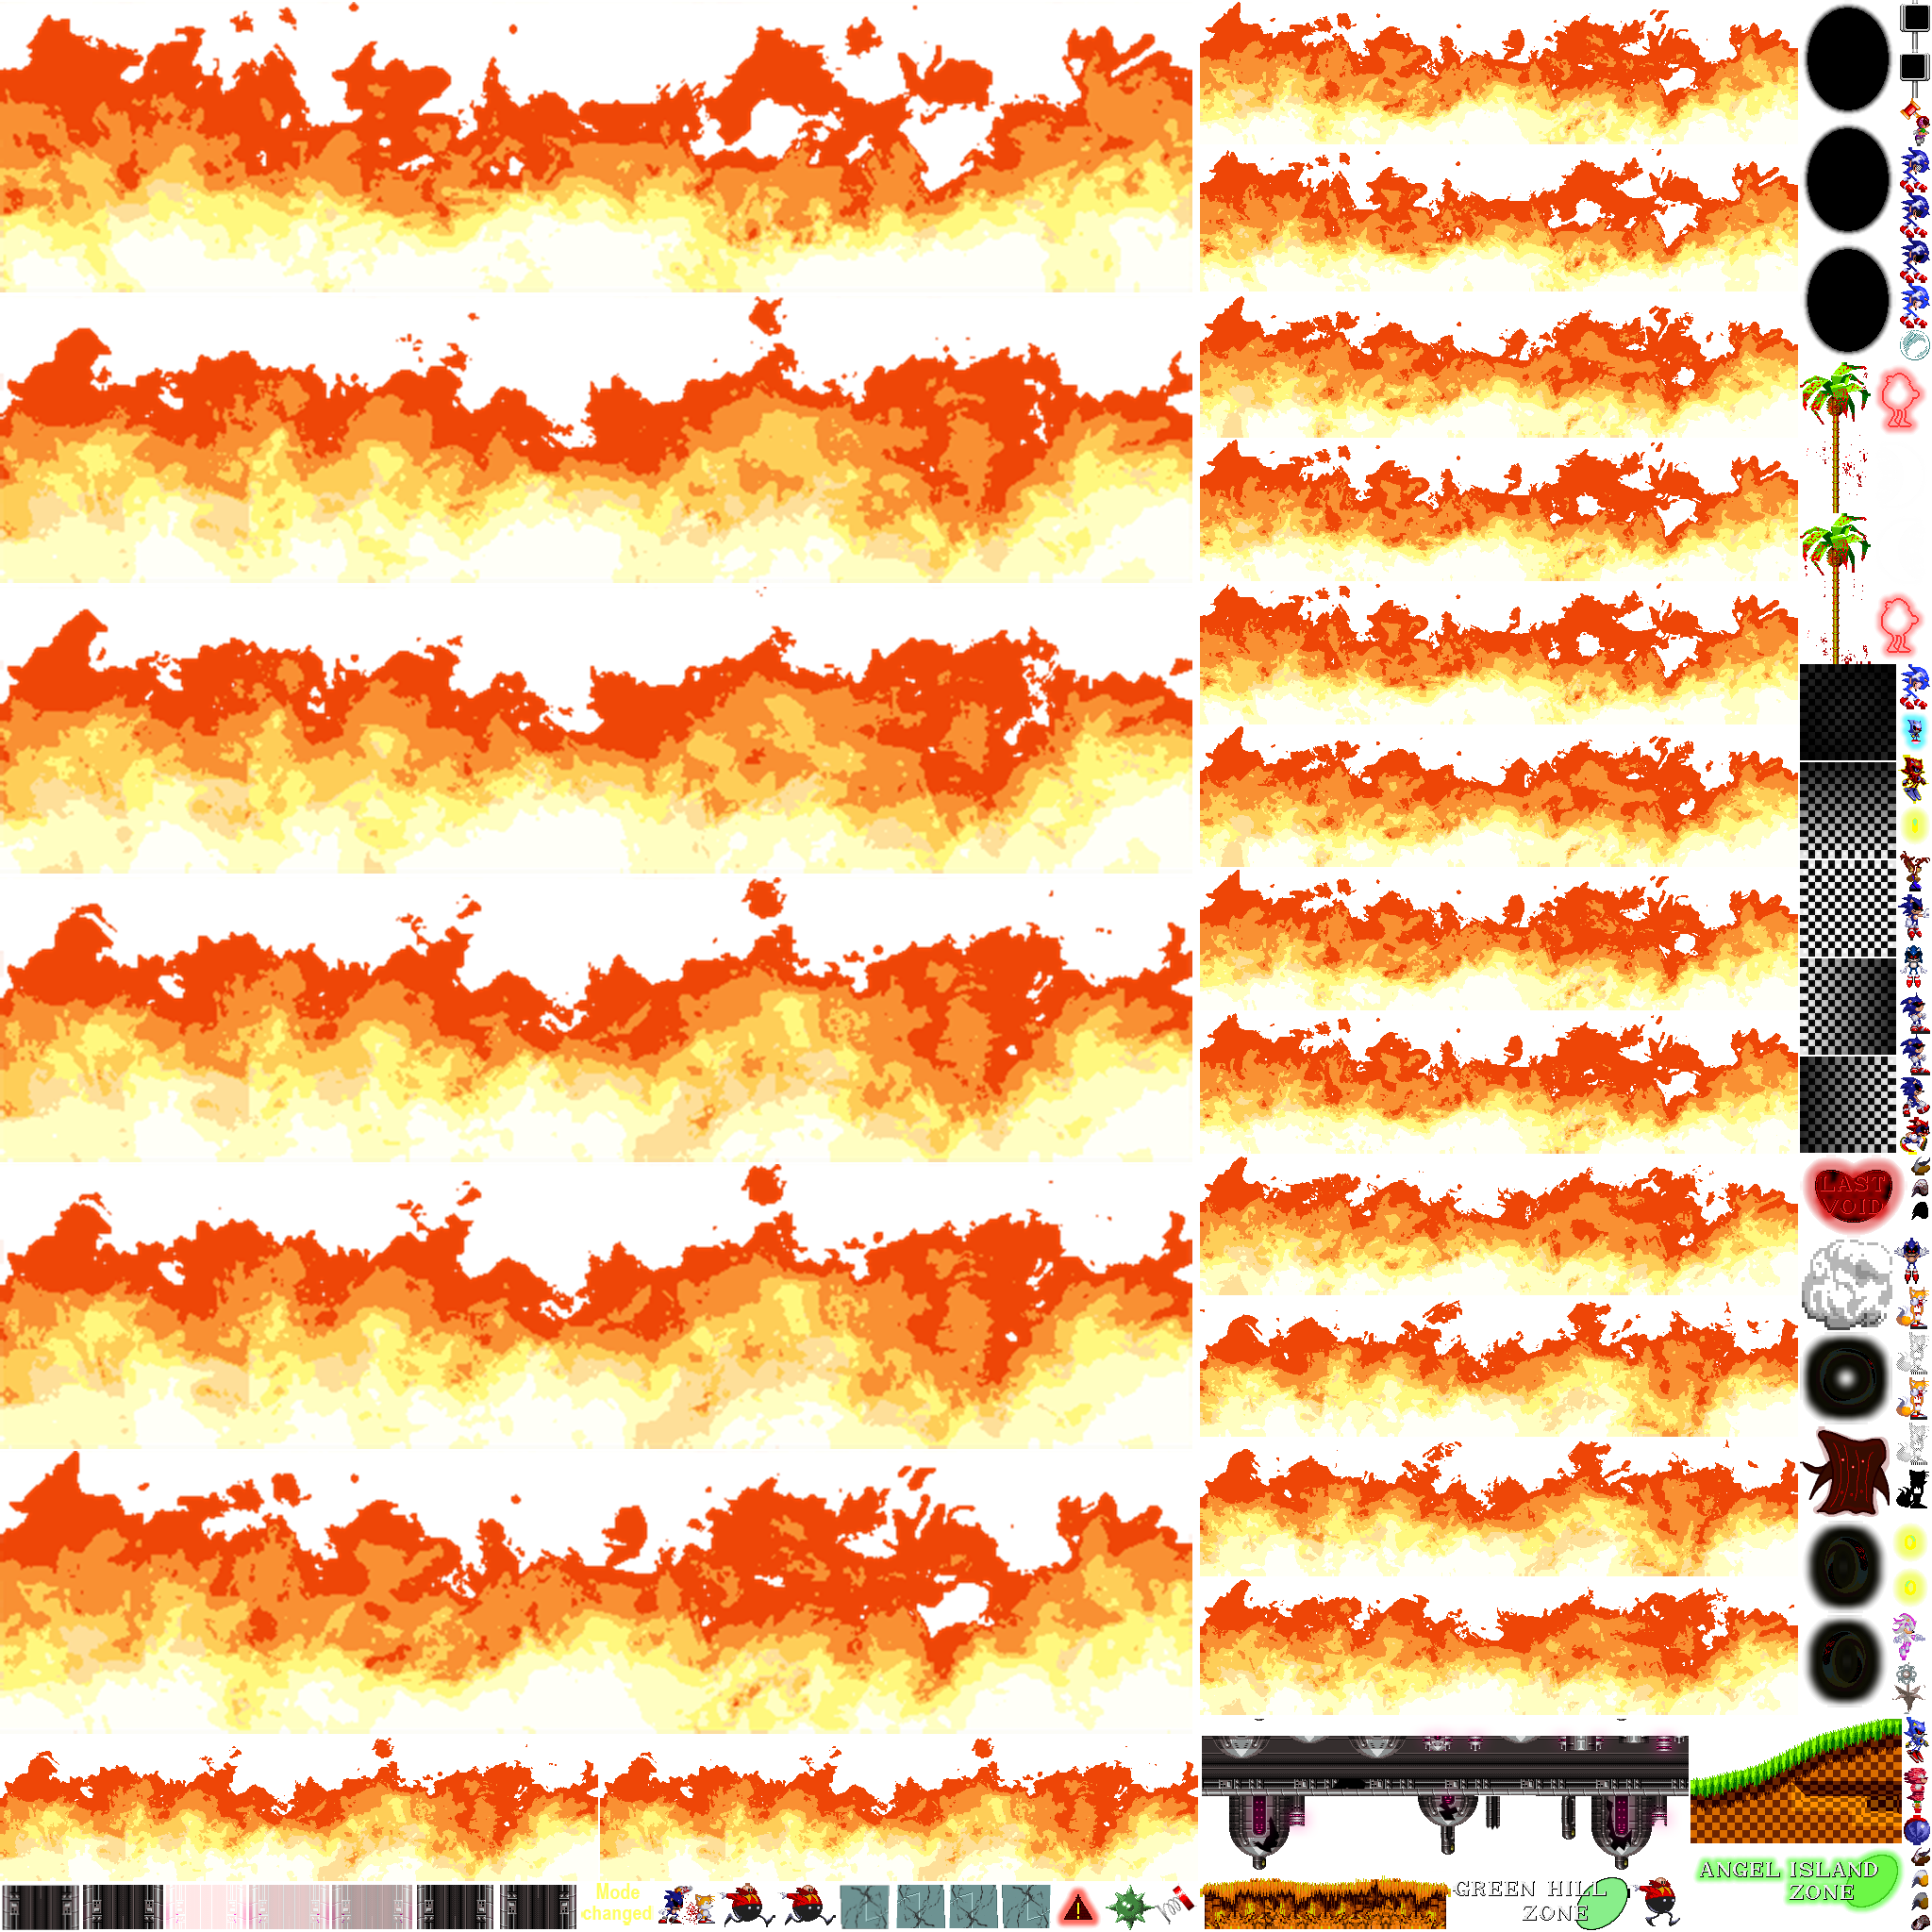 LAST
VOID
Mode
changed
GREEN HILL
ZONE
ANGEL ISLAND
ZONE